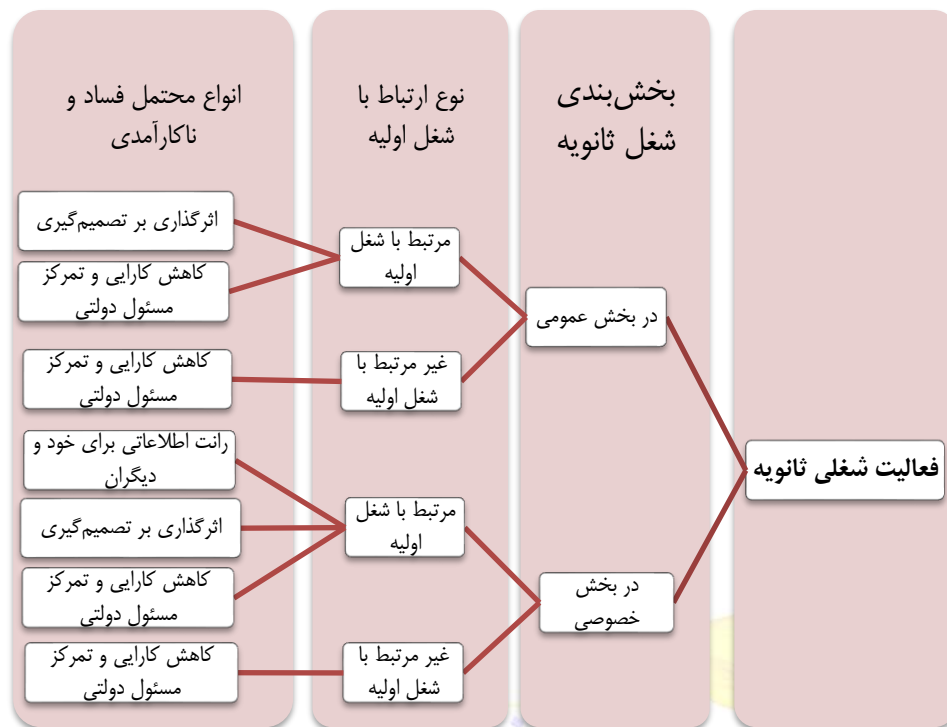 بخش‌بندی
شغل ثانویه
نوع ارتباط با
شغل اولیه
انواع محتمل فساد و
ناکارآمدی
فعالیت شغلی ثانویه
در بخش عمومی
مرتبط با شغل
اولیه
اثرگذاری بر تصمیم‌گیری
کاهش کارایی و تمرکز
مسئول دولتی
غیر مرتبط با
شغل اولیه
کاهش کارایی و تمرکز
مسئول دولتی
در بخش
خصوصی
مرتبط با شغل
اولیه
رانت اطلاعاتی برای خود و
دیگران
اثرگذاری بر تصمیم‌گیری
کاهش کارایی و تمرکز
مسئول دولتی
غیر مرتبط با
شغل اولیه
کاهش کارایی و تمرکز
مسئول دولتی